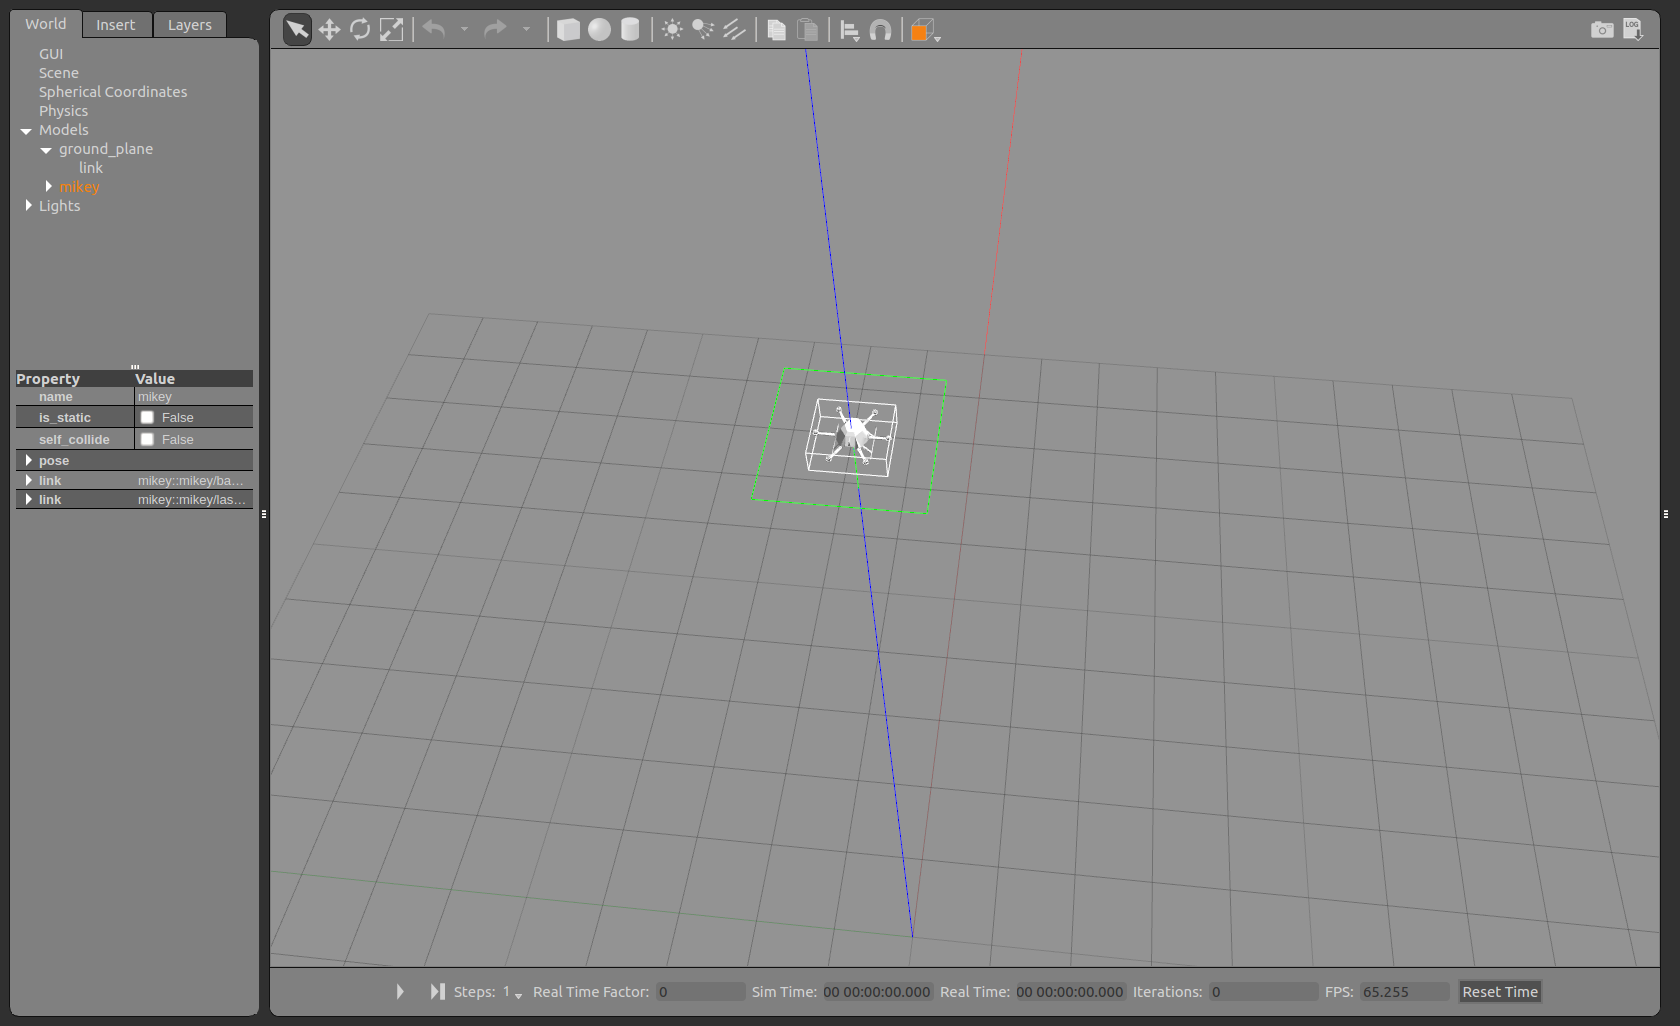 World Insert Layers
GUI
Scene
Spherical Coordinates
Physics
Models
ground_plane
link
mikey
Lights
Property Value
name mikey
is_static False
self_collide False
pose
link mikey::mikey/ba...
link mikey::mikey/las...
LOG
Steps: 1 Real Time Factor: 0 Sim Time: 00 00:00:00.000 Real Time: 00 00:00:00.000 Iterations: 0 FPS: 65.255 Reset Time